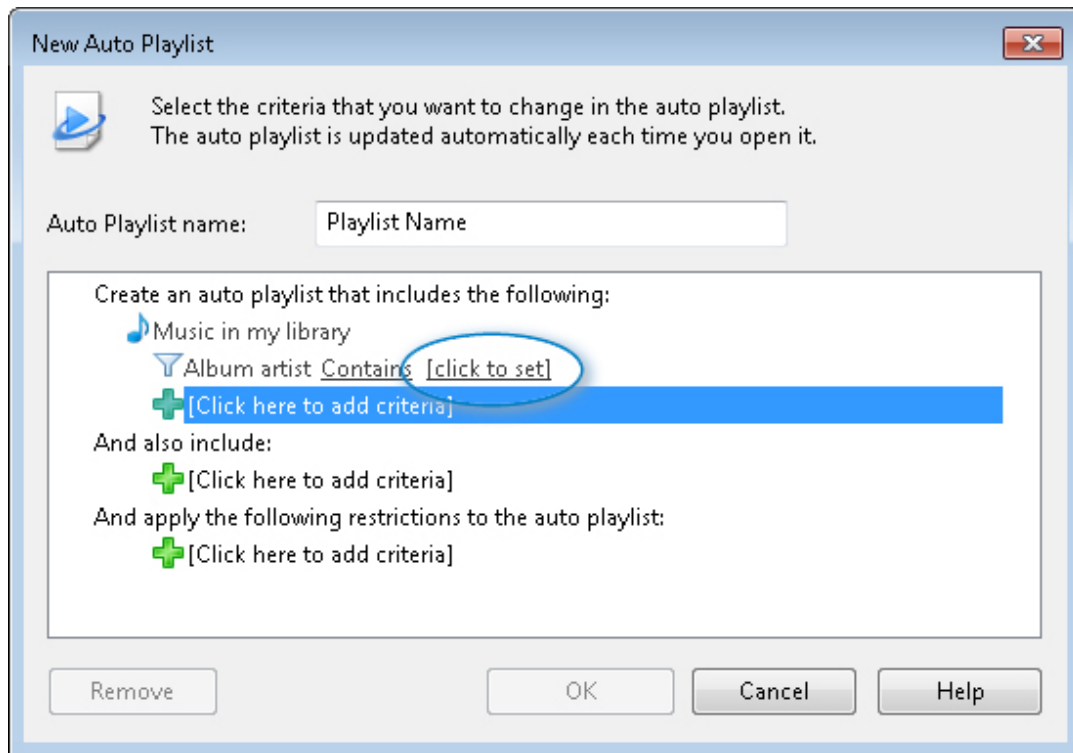 New Auto Playlist
Select the criteria that you want to change in the auto playlist.
The auto playlist is updated automatically each time you open it.
Auto Playlist name: Playlist Name
Create an auto playlist that includes the following:
Music in my library
Album artist Contains [click to set]
[Click here to add criteria]
And also include:
[Click here to add criteria]
And apply the following restrictions to the auto playlist:
[Click here to add criteria]
Remove OK Cancel Help